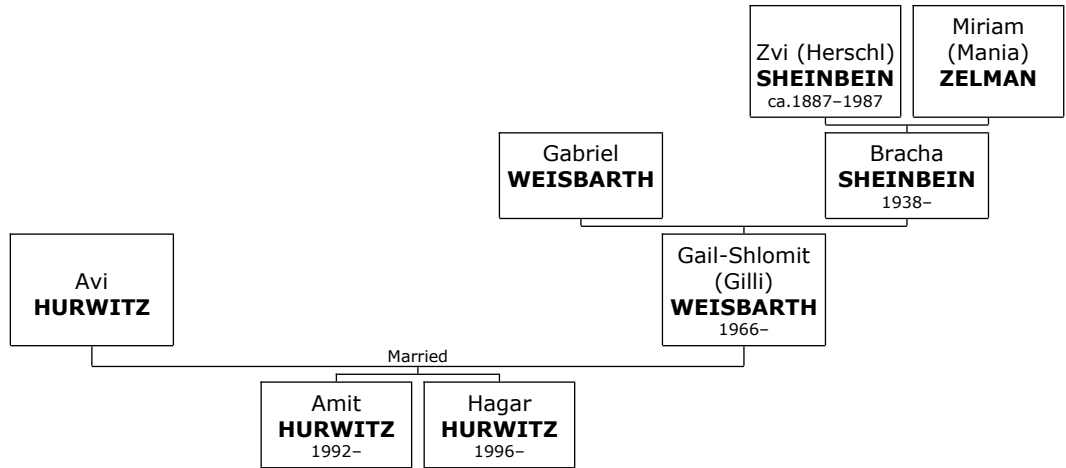 Zvi (Herschl)
SHEINBEIN
ca.1887–1987
Miriam
(Mania)
ZELMAN
Gabriel
WEISBARTH
Bracha
SHEINBEIN
1938–
Avi
HURWITZ
Gail-Shlomit
(Gilli)
WEISBARTH
1966–
Married
Amit
HURWITZ
1992–
Hagar
HURWITZ
1996–